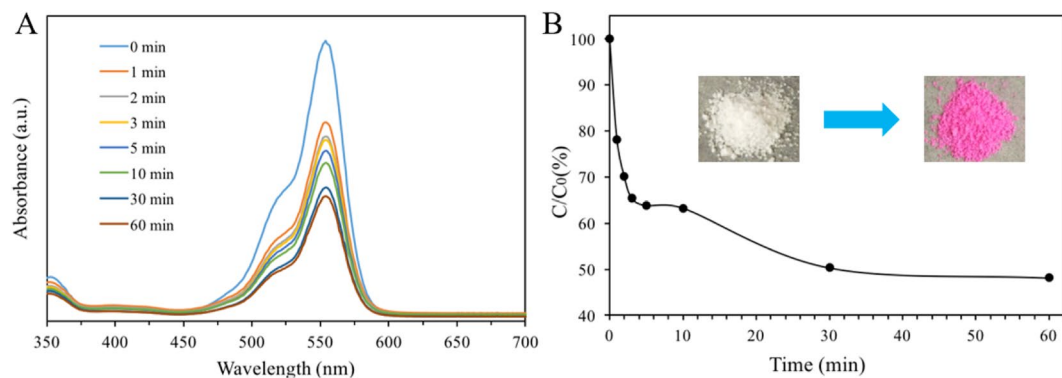 A
0 min
1 min
2 min
3 min
5 min
10 min
30 min
60 min
Absorbance (a.u.)
350 400 450 500 550 600 650 700
Wavelength (nm)
B
100
90
80
70
60
50
40
C/C0(%)
0 10 20 30 40 50 60
Time (min)